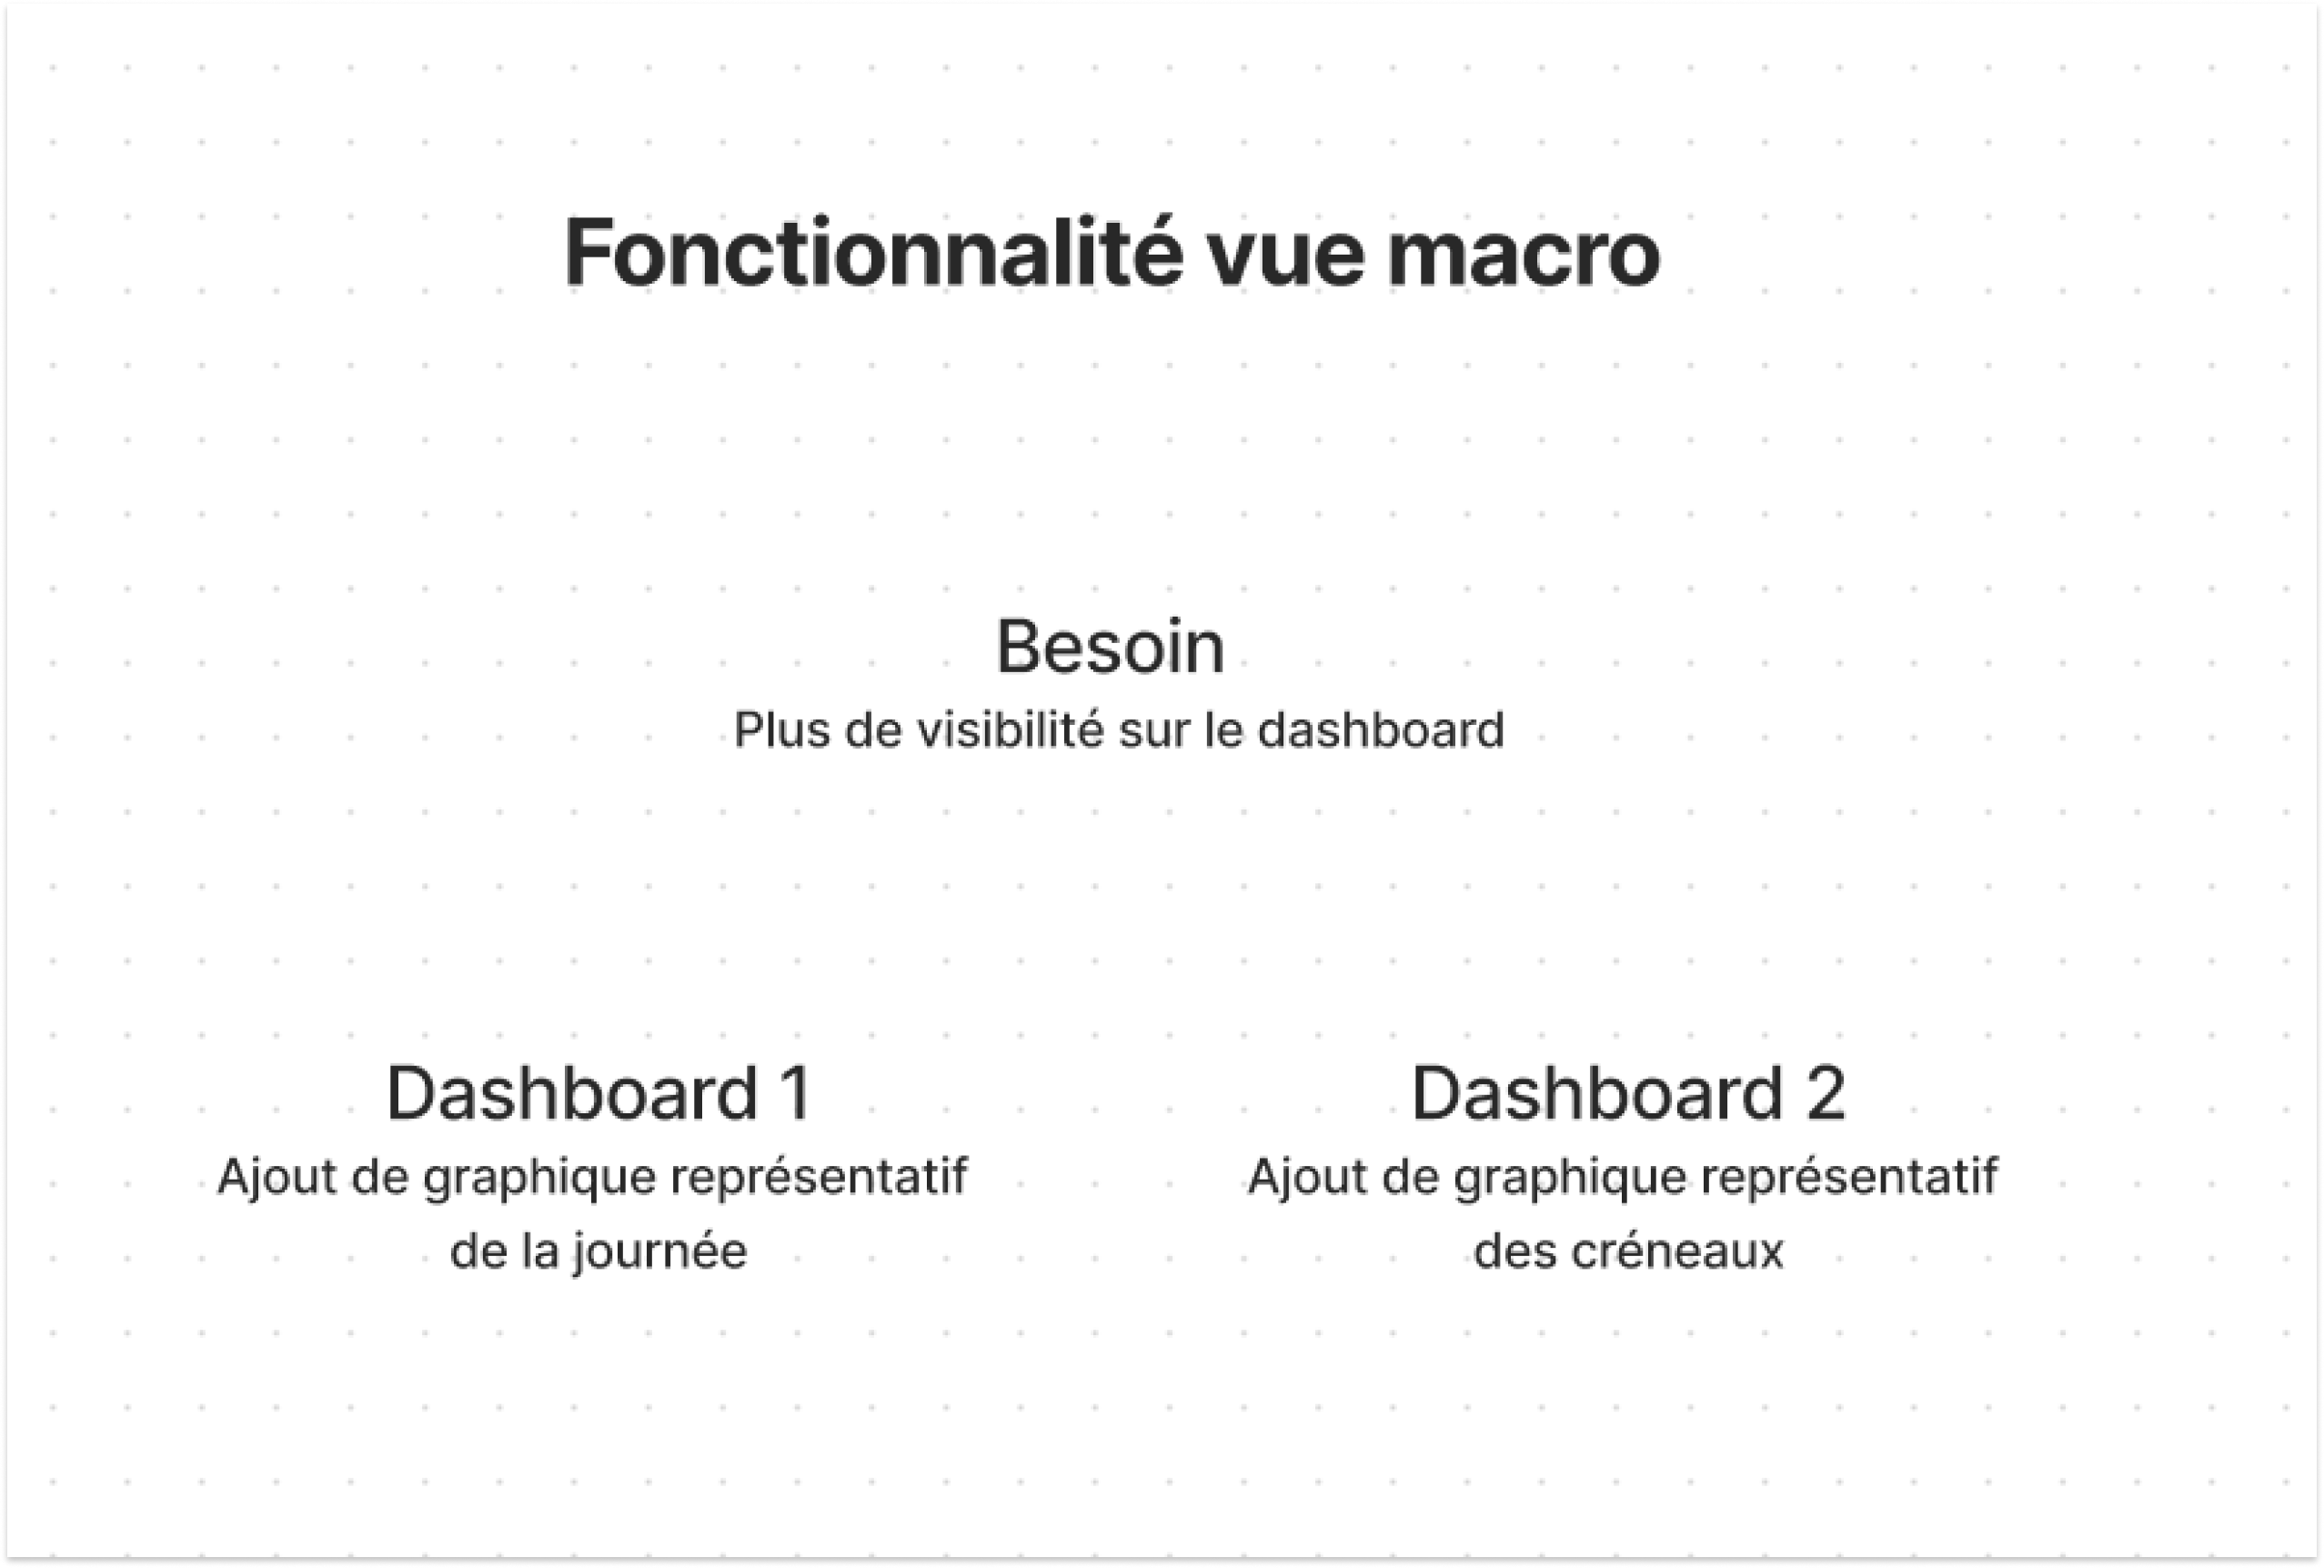 Fonctionnalité vue macro
Besoin
Plus de visibilité sur le dashboard
Dashboard 1
Ajout de graphique représentatif
de la journée
Dashboard 2
Ajout de graphique représentatif
des créneaux